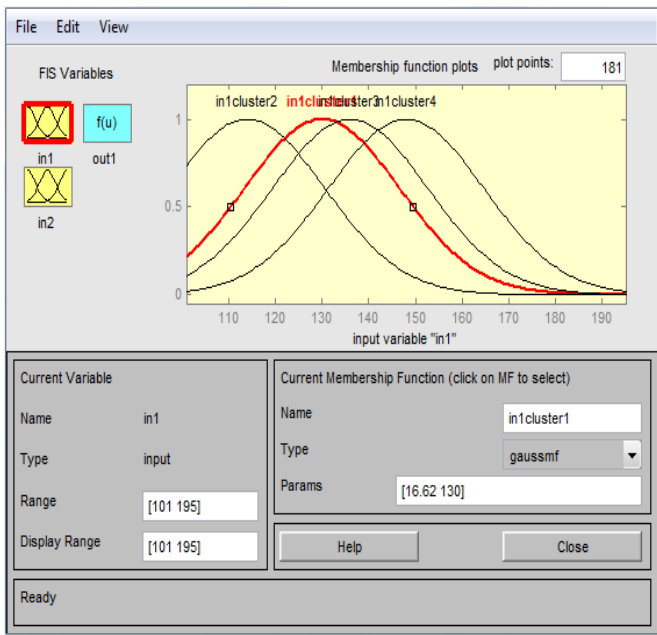 File Edit View
FIS Variables
Membership function plots plot points: 181
in1cluster2 in1cluster3 in1cluster4
f(u)
in1 out1
in2
1
0.5
0
110 120 130 140 150 160 170 180 190
input variable "in1"
Current Variable
Name in1
Type input
Range [101 195]
Display Range [101 195]
Current Membership Function (click on MF to select)
Name in1cluster1
Type gaussmf
Params [16.62 130]
Help Close
Ready